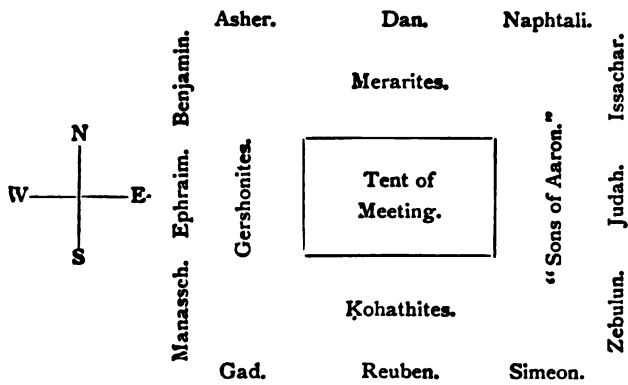 Asher. Dan. Naphtali.
Benjamin.
Issachar.
Merarites.
N
W E.
S
Ephraim.
Gershonites.
Tent of
Meeting.
“Sons of Aaron.”
Judah.
Manassch.
Zebulun.
Ḳohathites.
Gad. Reuben. Simeon.